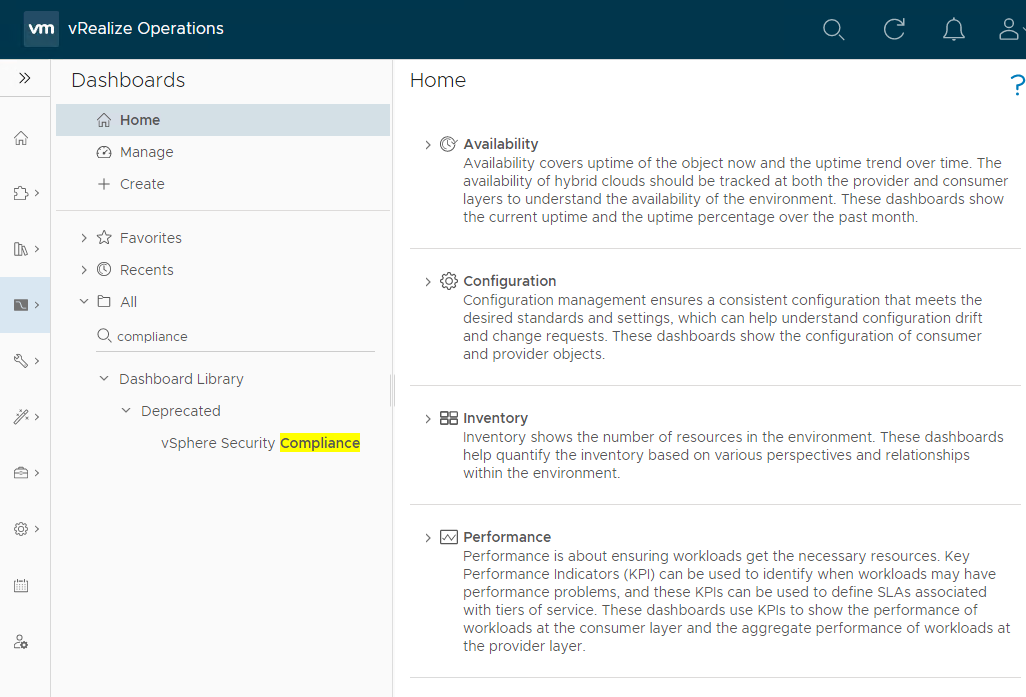 vm vRealize Operations
Dashboards
Home
Manage
Create
Favorites
Recents
All
compliance
Dashboard Library
Deprecated
vSphere Security Compliance
Home
?
Availability
Availability covers uptime of the object now and the uptime trend over time. The
availability of hybrid clouds should be tracked at both the provider and consumer
layers to understand the availability of the environment. These dashboards show
the current uptime and the uptime percentage over the past month.
Configuration
Configuration management ensures a consistent configuration that meets the
desired standards and settings, which can help understand configuration drift
and change requests. These dashboards show the configuration of consumer
and provider objects.
Inventory
Inventory shows the number of resources in the environment. These dashboards
help quantify the inventory based on various perspectives and relationships
within the environment.
Performance
Performance is about ensuring workloads get the necessary resources. Key
Performance Indicators (KPI) can be used to identify when workloads may have
performance problems, and these KPIs can be used to define SLAs associated
with tiers of service. These dashboards use KPIs to show the performance of
workloads at the consumer layer and the aggregate performance of workloads at
the provider layer.